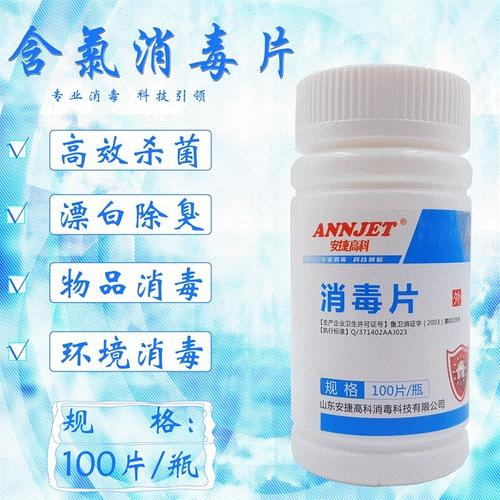 含氯消毒片
专业消毒 科技引领
高效杀菌
漂白除臭
物品消毒
环境消毒
规 格:
100片/瓶
ANNJET®
安捷高科
专业消毒 科技领航
消毒片
外
【生产企业卫生许可证号】鲁卫消证字(2003)第0020号
【执行标准】Q/371402AAJ023
规格 100片/瓶
山东安捷高科消毒科技有限公司